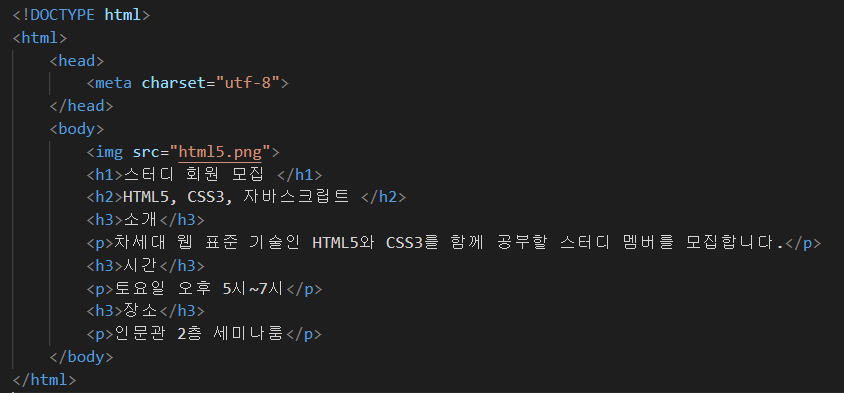 <!DOCTYPE html>
<html>
    <head>
        <meta charset="utf-8">
    </head>
    <body>
        <img src="html5.png">
        <h1>스터디 회원 모집 </h1>
        <h2>HTML5, CSS3, 자바스크립트 </h2>
        <h3>소개</h3>
        <p>차세대 웹 표준 기술인 HTML5와 CSS3를 함께 공부할 스터디 멤버를 모집합니다.</p>
        <h3>시간</h3>
        <p>토요일 오후 5시~7시</p>
        <h3>장소</h3>
        <p>인문관 2층 세미나룸</p>
    </body>
</html>